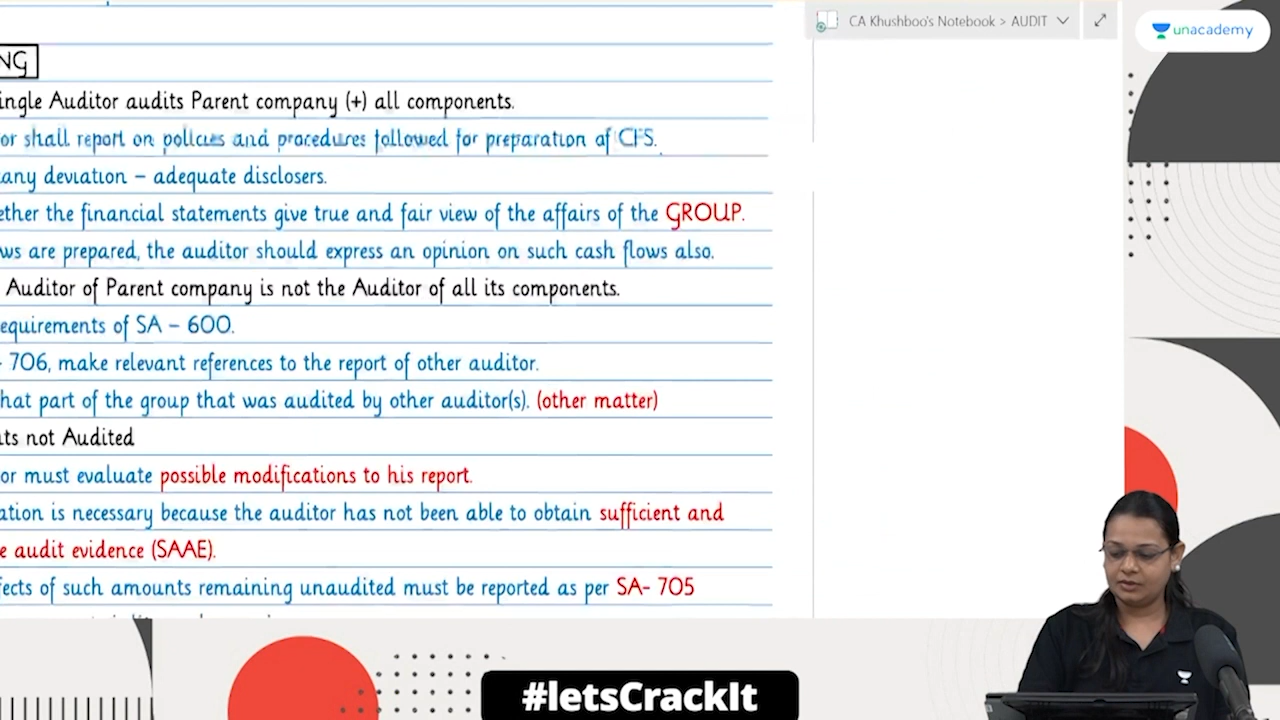 CA Khushboo's Notebook > AUDIT
unacademy
NG
ingle Auditor audits Parent company (+) all components.
or shall report on policies and procedures followed for preparation of CFS.
any deviation – adequate disclosers.
ether the financial statements give true and fair view of the affairs of the GROUP.
ws are prepared, the auditor should express an opinion on such cash flows also.
Auditor of Parent company is not the Auditor of all its components.
equirements of SA – 600.
- 706, make relevant references to the report of other auditor.
hat part of the group that was audited by other auditor(s). (other matter)
ts not Audited
or must evaluate possible modifications to his report.
ation is necessary because the auditor has not been able to obtain sufficient and
e audit evidence (SAAE).
fects of such amounts remaining unaudited must be reported as per SA- 705
#letsCrackIt